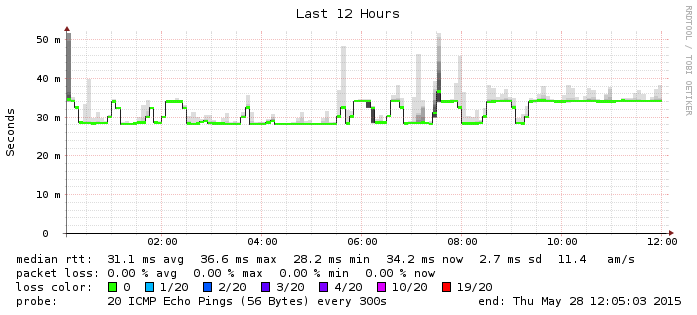 Last 12 Hours
RRDTOOL / TOBI OETIKER
Seconds
50 m
40 m
30 m
20 m
10 m
0
02:00 04:00 06:00 08:00 10:00 12:00
median rtt: 31.1 ms avg 36.6 ms max 28.2 ms min 34.2 ms now 2.7 ms sd 11.4 am/s
packet loss: 0.00 % avg 0.00 % max 0.00 % min 0.00 % now
loss color: 0 1/20 2/20 3/20 4/20 10/20 19/20
probe: 20 ICMP Echo Pings (56 Bytes) every 300s end: Thu May 28 12:05:03 2015